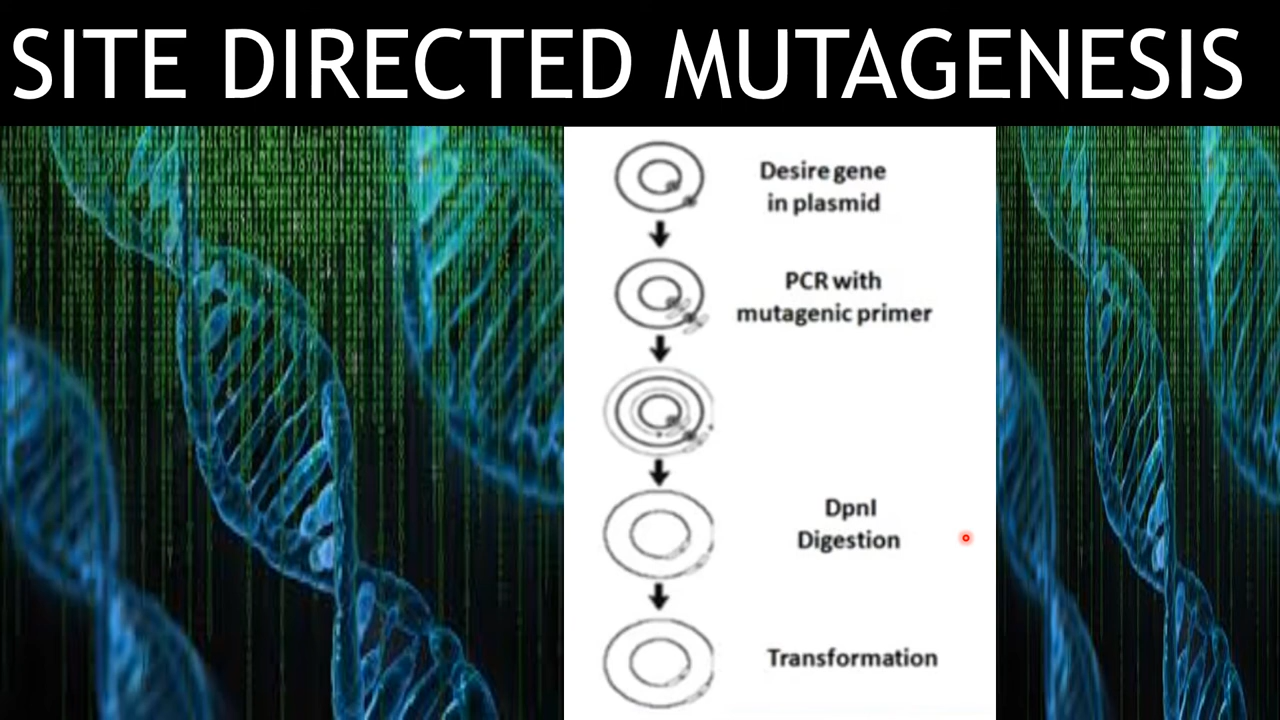 SITE DIRECTED MUTAGENESIS
Desire gene
in plasmid
PCR with
mutagenic primer
DpnI
Digestion
Transformation